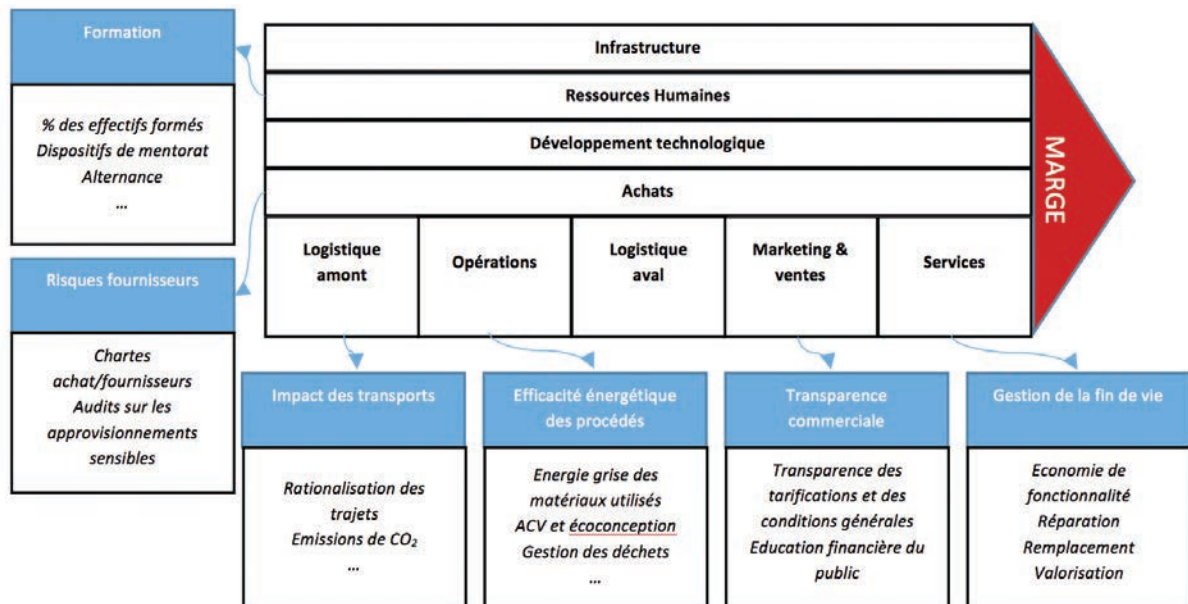 Formation
% des effectifs formés
Dispositifs de mentorat
Alternance
...
Risques fournisseurs
Chartes
achat/fournisseurs
Audits sur les
approvisionnements
sensibles
Infrastructure
Ressources Humaines
Développement technologique
Achats
Logistique
amont
Opérations
Logistique
aval
Marketing &
ventes
Services
MARGE
Impact des transports
Rationalisation des
trajets
Emissions de CO₂
...
Efficacité énergétique
des procédés
Energie grise des
matériaux utilisés
ACV et écoconception
Gestion des déchets
...
Transparence
commerciale
Transparence des
tarifications et des
conditions générales
Education financière du
public
Gestion de la fin de vie
Economie de
fonctionnalité
Réparation
Remplacement
Valorisation